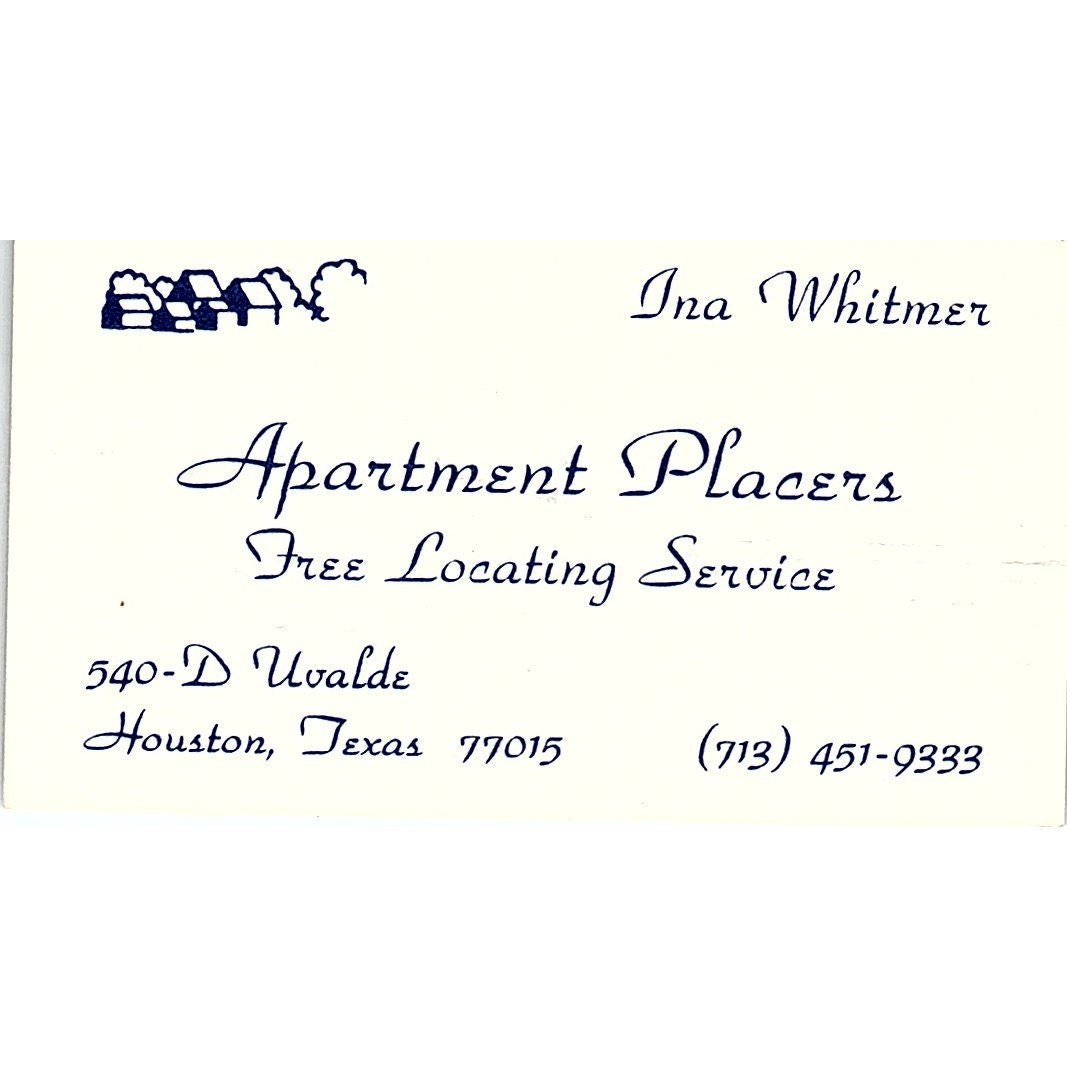 Ina Whitmer
Apartment Placers
Free Locating Service
540-D Uvalde
Houston, Texas 77015
(713) 451-9333